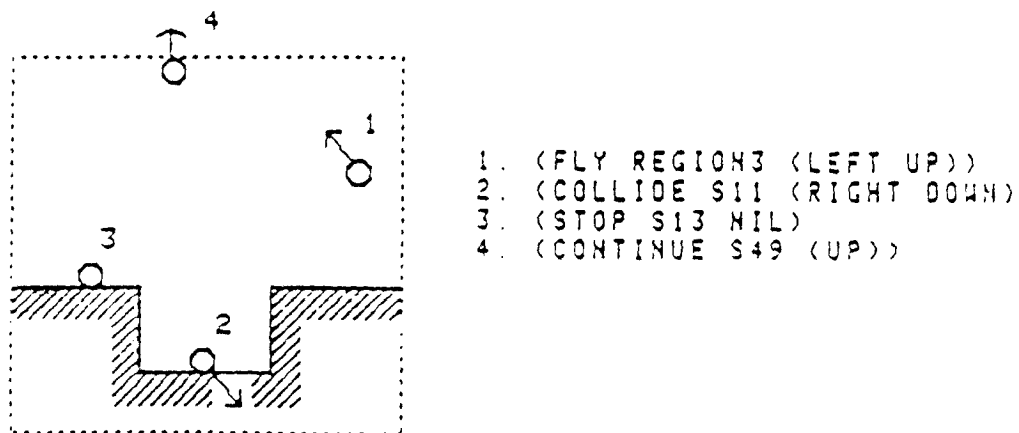 4
1
3
2
1. (FLY REGION3 (LEFT UP))
2. (COLLIDE S11 (RIGHT DOWN)
3. (STOP S13 NIL)
4. (CONTINUE S49 (UP))